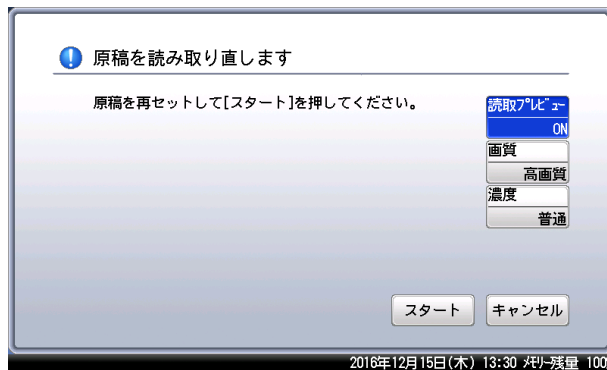 原稿を読み取り直します
原稿を再セットして[スタート]を押してください。
読取ﾌﾟﾚﾋﾞｭｰ
ON
画質
高画質
濃度
普通
スタート
キャンセル
2016年12月15日(木) 13:30 ﾒﾓﾘｰ残量 100